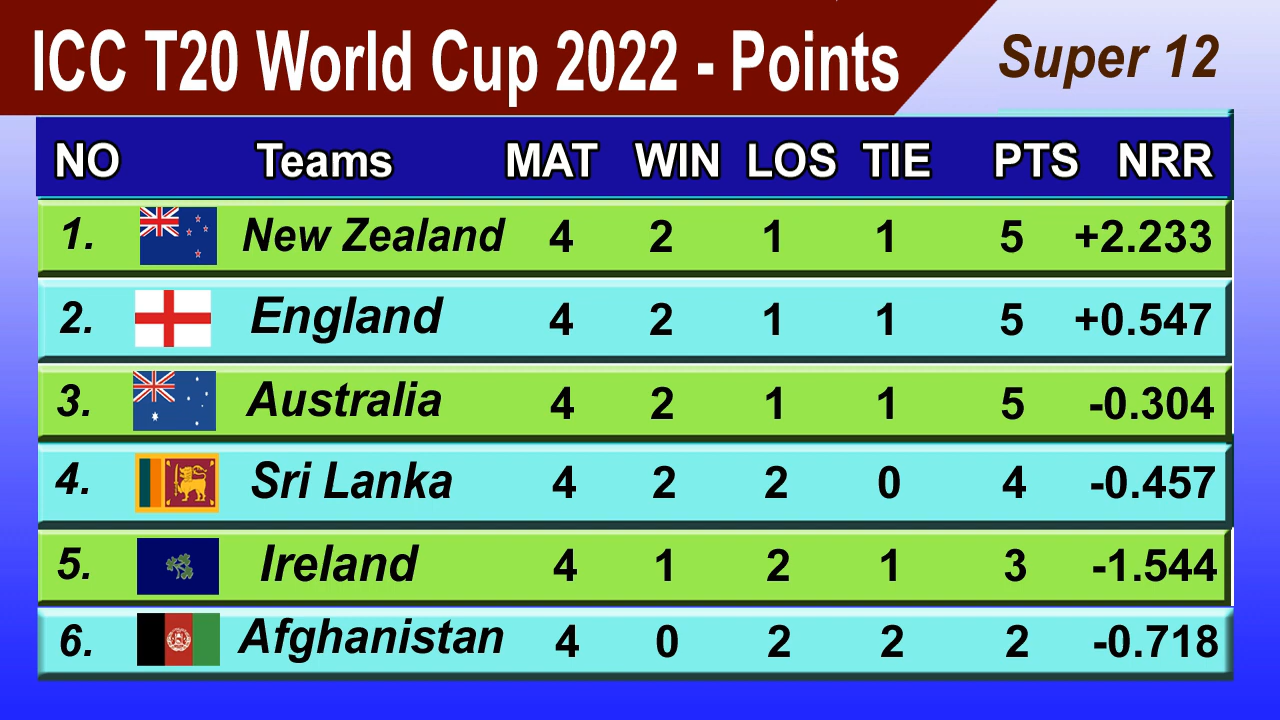 ICC T20 World Cup 2022 - Points
Super 12
NO Teams MAT WIN LOS TIE PTS NRR
1. New Zealand 4 2 1 1 5 +2.233
2. England 4 2 1 1 5 +0.547
3. Australia 4 2 1 1 5 -0.304
4. Sri Lanka 4 2 2 0 4 -0.457
5. Ireland 4 1 2 1 3 -1.544
6. Afghanistan 4 0 2 2 2 -0.718